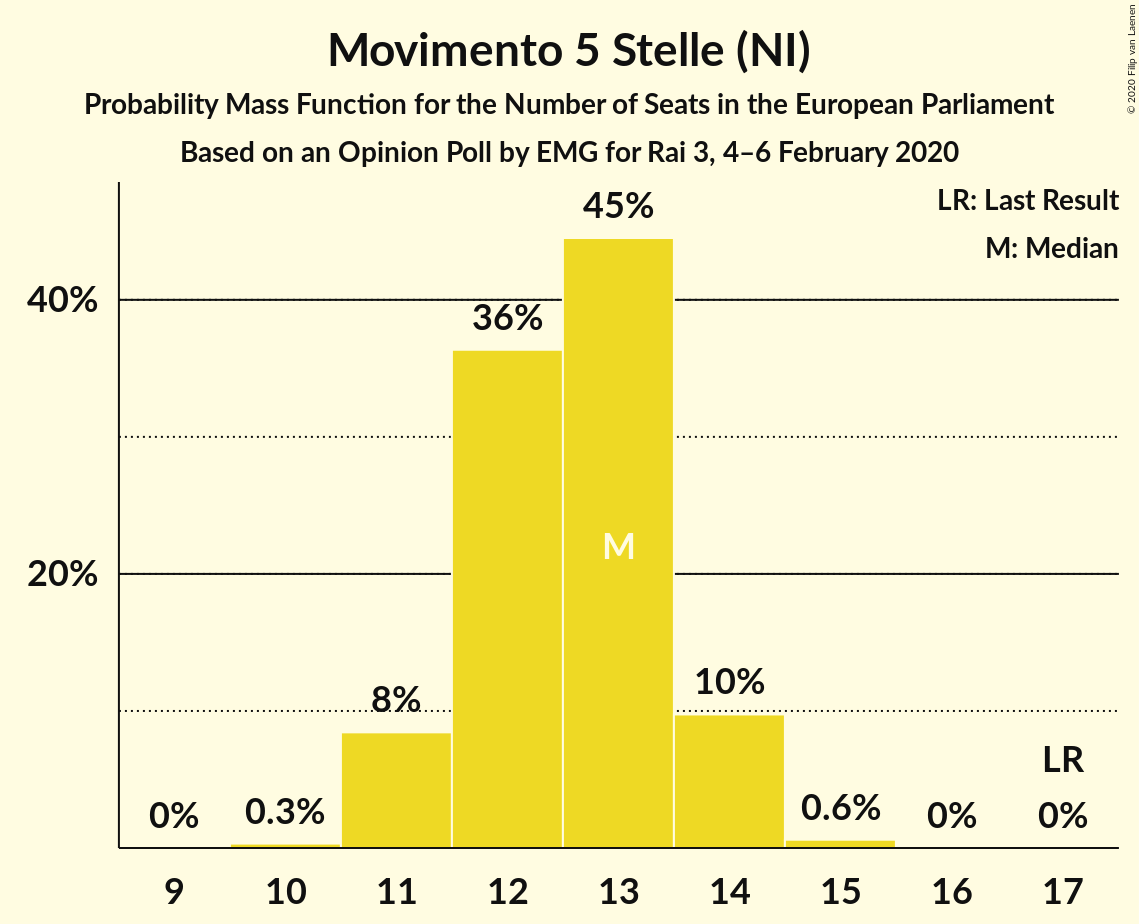 Movimento 5 Stelle (NI)
Probability Mass Function for the Number of Seats in the European Parliament
Based on an Opinion Poll by EMG for Rai 3, 4–6 February 2020
© 2020 Filip van Laenen
LR: Last Result
M: Median
45%
40%
36%
M
20%
10%
8%
LR
0%
0.3%
0.6%
0%
0%
9 10 11 12 13 14 15 16 17